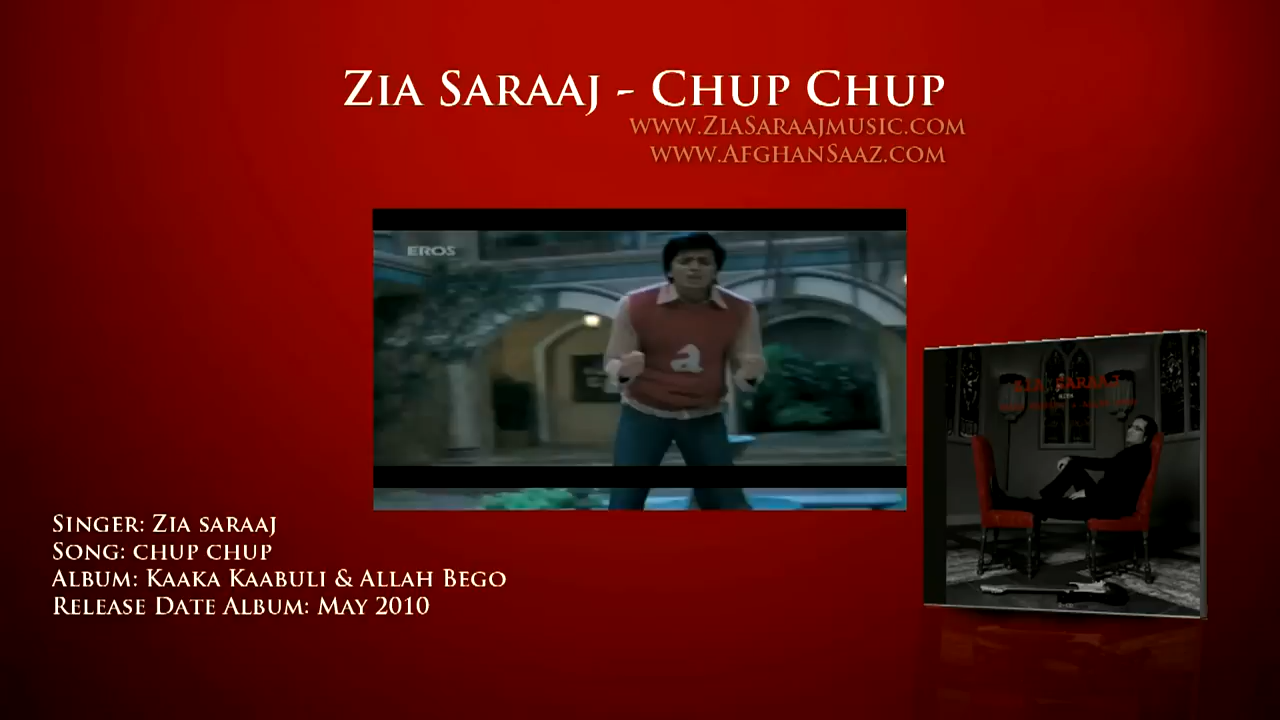 Zia Saraaj - Chup Chup
www.ZiaSaraajmusic.com
www.AfghanSaaz.com
EROS
a
ZIA SARAAJ
Singer: Zia saraaj
Song: chup chup
Album: Kaaka Kaabuli & Allah Bego
Release Date Album: May 2010